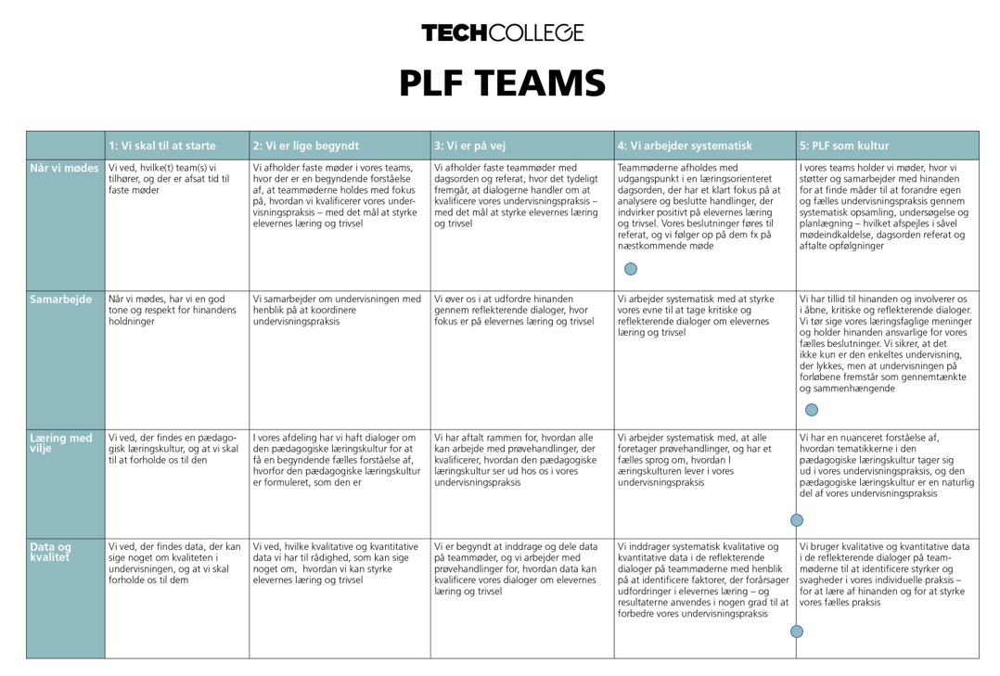 TECHCOLLEGE
PLF TEAMS
1: Vi skal til at starte
2: Vi er lige begyndt
3: Vi er på vej
4: Vi arbejder systematisk
5: PLF som kultur
Når vi mødes
Vi ved, hvilke(t) team(s) vi
tilhører, og der er afsat tid til
faste møder
Vi afholder faste møder i vores teams,
hvor der er en begyndende forståelse
af, at teammøderne holdes med fokus
på, hvordan vi kvalificerer vores under-
visningspraksis – med det mål at styrke
elevernes læring og trivsel
Vi afholder faste teammøder med
dagsorden og referat, hvor det tydeligt
fremgår, at dialogerne handler om at
kvalificere vores undervisningspraksis –
med det mål at styrke elevernes læring
og trivsel
Teammøderne afholdes med
udgangspunkt i en læringsorienteret
dagsorden, der har et klart fokus på at
analysere og beslutte handlinger, der
indvirker positivt på elevernes læring
og trivsel. Vores beslutninger føres til
referat, og vi følger op på dem fx på
næstkommende møde
I vores teams holder vi møder, hvor vi
støtter og samarbejder med hinanden
for at finde måder til at forandre egen
og fælles undervisningspraksis gennem
systematisk opsamling, undersøgelse og
planlægning – hvilket afspejles i såvel
mødeindkaldelse, dagsorden referat og
aftalte opfølgninger
Samarbejde
Når vi mødes, har vi en god
tone og respekt for hinandens
holdninger
Vi samarbejder om undervisningen med
henblik på at koordinere
undervisningspraksis
Vi øver os i at udfordre hinanden
gennem reflekterende dialoger, hvor
fokus er på elevernes læring og trivsel
Vi arbejder systematisk med at styrke
vores evne til at tage kritiske og
reflekterende dialoger om elevernes
læring og trivsel
Vi har tillid til hinanden og involverer os
i åbne, kritiske og reflekterende dialoger.
Vi tør sige vores læringsfaglige meninger
og holder hinanden ansvarlige for vores
fælles beslutninger. Vi sikrer, at det
ikke kun er den enkeltes undervisning,
der lykkes, men at undervisningen på
forløbene fremstår som gennemtænkte
og sammenhængende
Læring med
vilje
Vi ved, der findes en pædago-
gisk læringskultur, og at vi skal
til at forholde os til den
I vores afdeling har vi haft dialoger om
den pædagogiske læringskultur for at
få en begyndende fælles forståelse af,
hvorfor den pædagogiske læringskultur
er formuleret, som den er
Vi har aftalt rammen for, hvordan alle
kan arbejde med prøvehandlinger, der
kvalificerer, hvordan den pædagogiske
læringskultur ser ud hos os i vores
undervisningspraksis
Vi arbejder systematisk med, at alle
foretager prøvehandlinger, og har et
fælles sprog om, hvordan l
æringskulturen lever i vores
undervisningspraksis
Vi har en nuanceret forståelse af,
hvordan tematikkerne i den
pædagogiske læringskultur tager sig
ud i vores undervisningspraksis, og den
pædagogiske læringskultur er en naturlig
del af vores undervisningspraksis
Data og
kvalitet
Vi ved, der findes data, der kan
sige noget om kvaliteten i
undervisningen, og at vi skal
forholde os til dem
Vi ved, hvilke kvalitative og kvantitative
data vi har til rådighed, som kan sige
noget om, hvordan vi kan styrke
elevernes læring og trivsel
Vi er begyndt at inddrage og dele data
på teammøder, og vi arbejder med
prøvehandlinger for, hvordan data kan
kvalificere vores dialoger om elevernes
læring og trivsel
Vi inddrager systematisk kvalitative og
kvantitative data i de reflekterende
dialoger på teammøderne med henblik
på at identificere faktorer, der forårsager
udfordringer i elevernes læring – og
resultaterne anvendes i nogen grad til at
forbedre vores undervisningspraksis
Vi bruger kvalitative og kvantitative data
i de reflekterende dialoger på team-
møderne til at identificere styrker og
svagheder i vores individuelle praksis –
for at lære af hinanden og for at styrke
vores fælles praksis